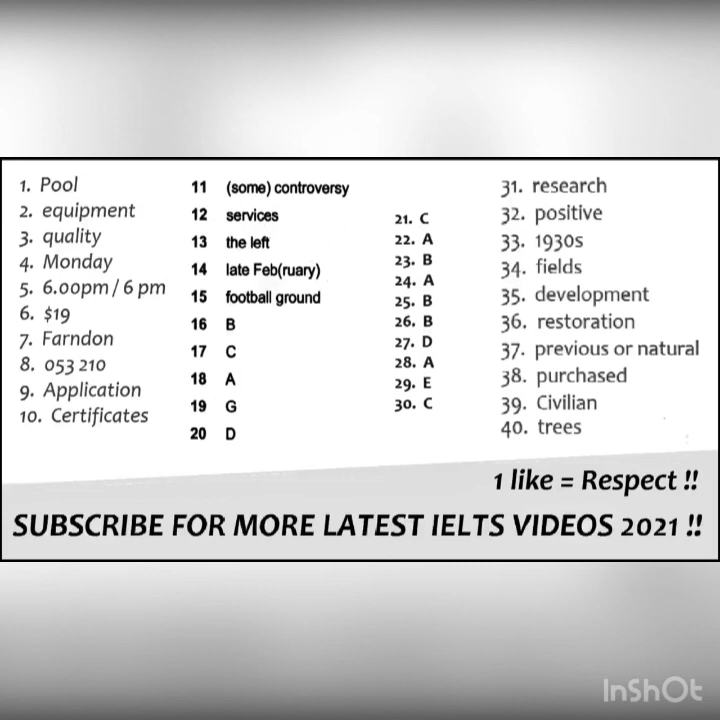 1. Pool
2. equipment
3. quality
4. Monday
5. 6.00pm / 6 pm
6. $19
7. Farndon
8. 053 210
9. Application
10. Certificates
11 (some) controversy
12 services
13 the left
14 late Feb(ruary)
15 football ground
16 B
17 C
18 A
19 G
20 D
21. C
22. A
23. B
24. A
25. B
26. B
27. D
28. A
29. E
30. C
31. research
32. positive
33. 1930s
34. fields
35. development
36. restoration
37. previous or natural
38. purchased
39. Civilian
40. trees
1 like = Respect !!
SUBSCRIBE FOR MORE LATEST IELTS VIDEOS 2021 !!
InShOt